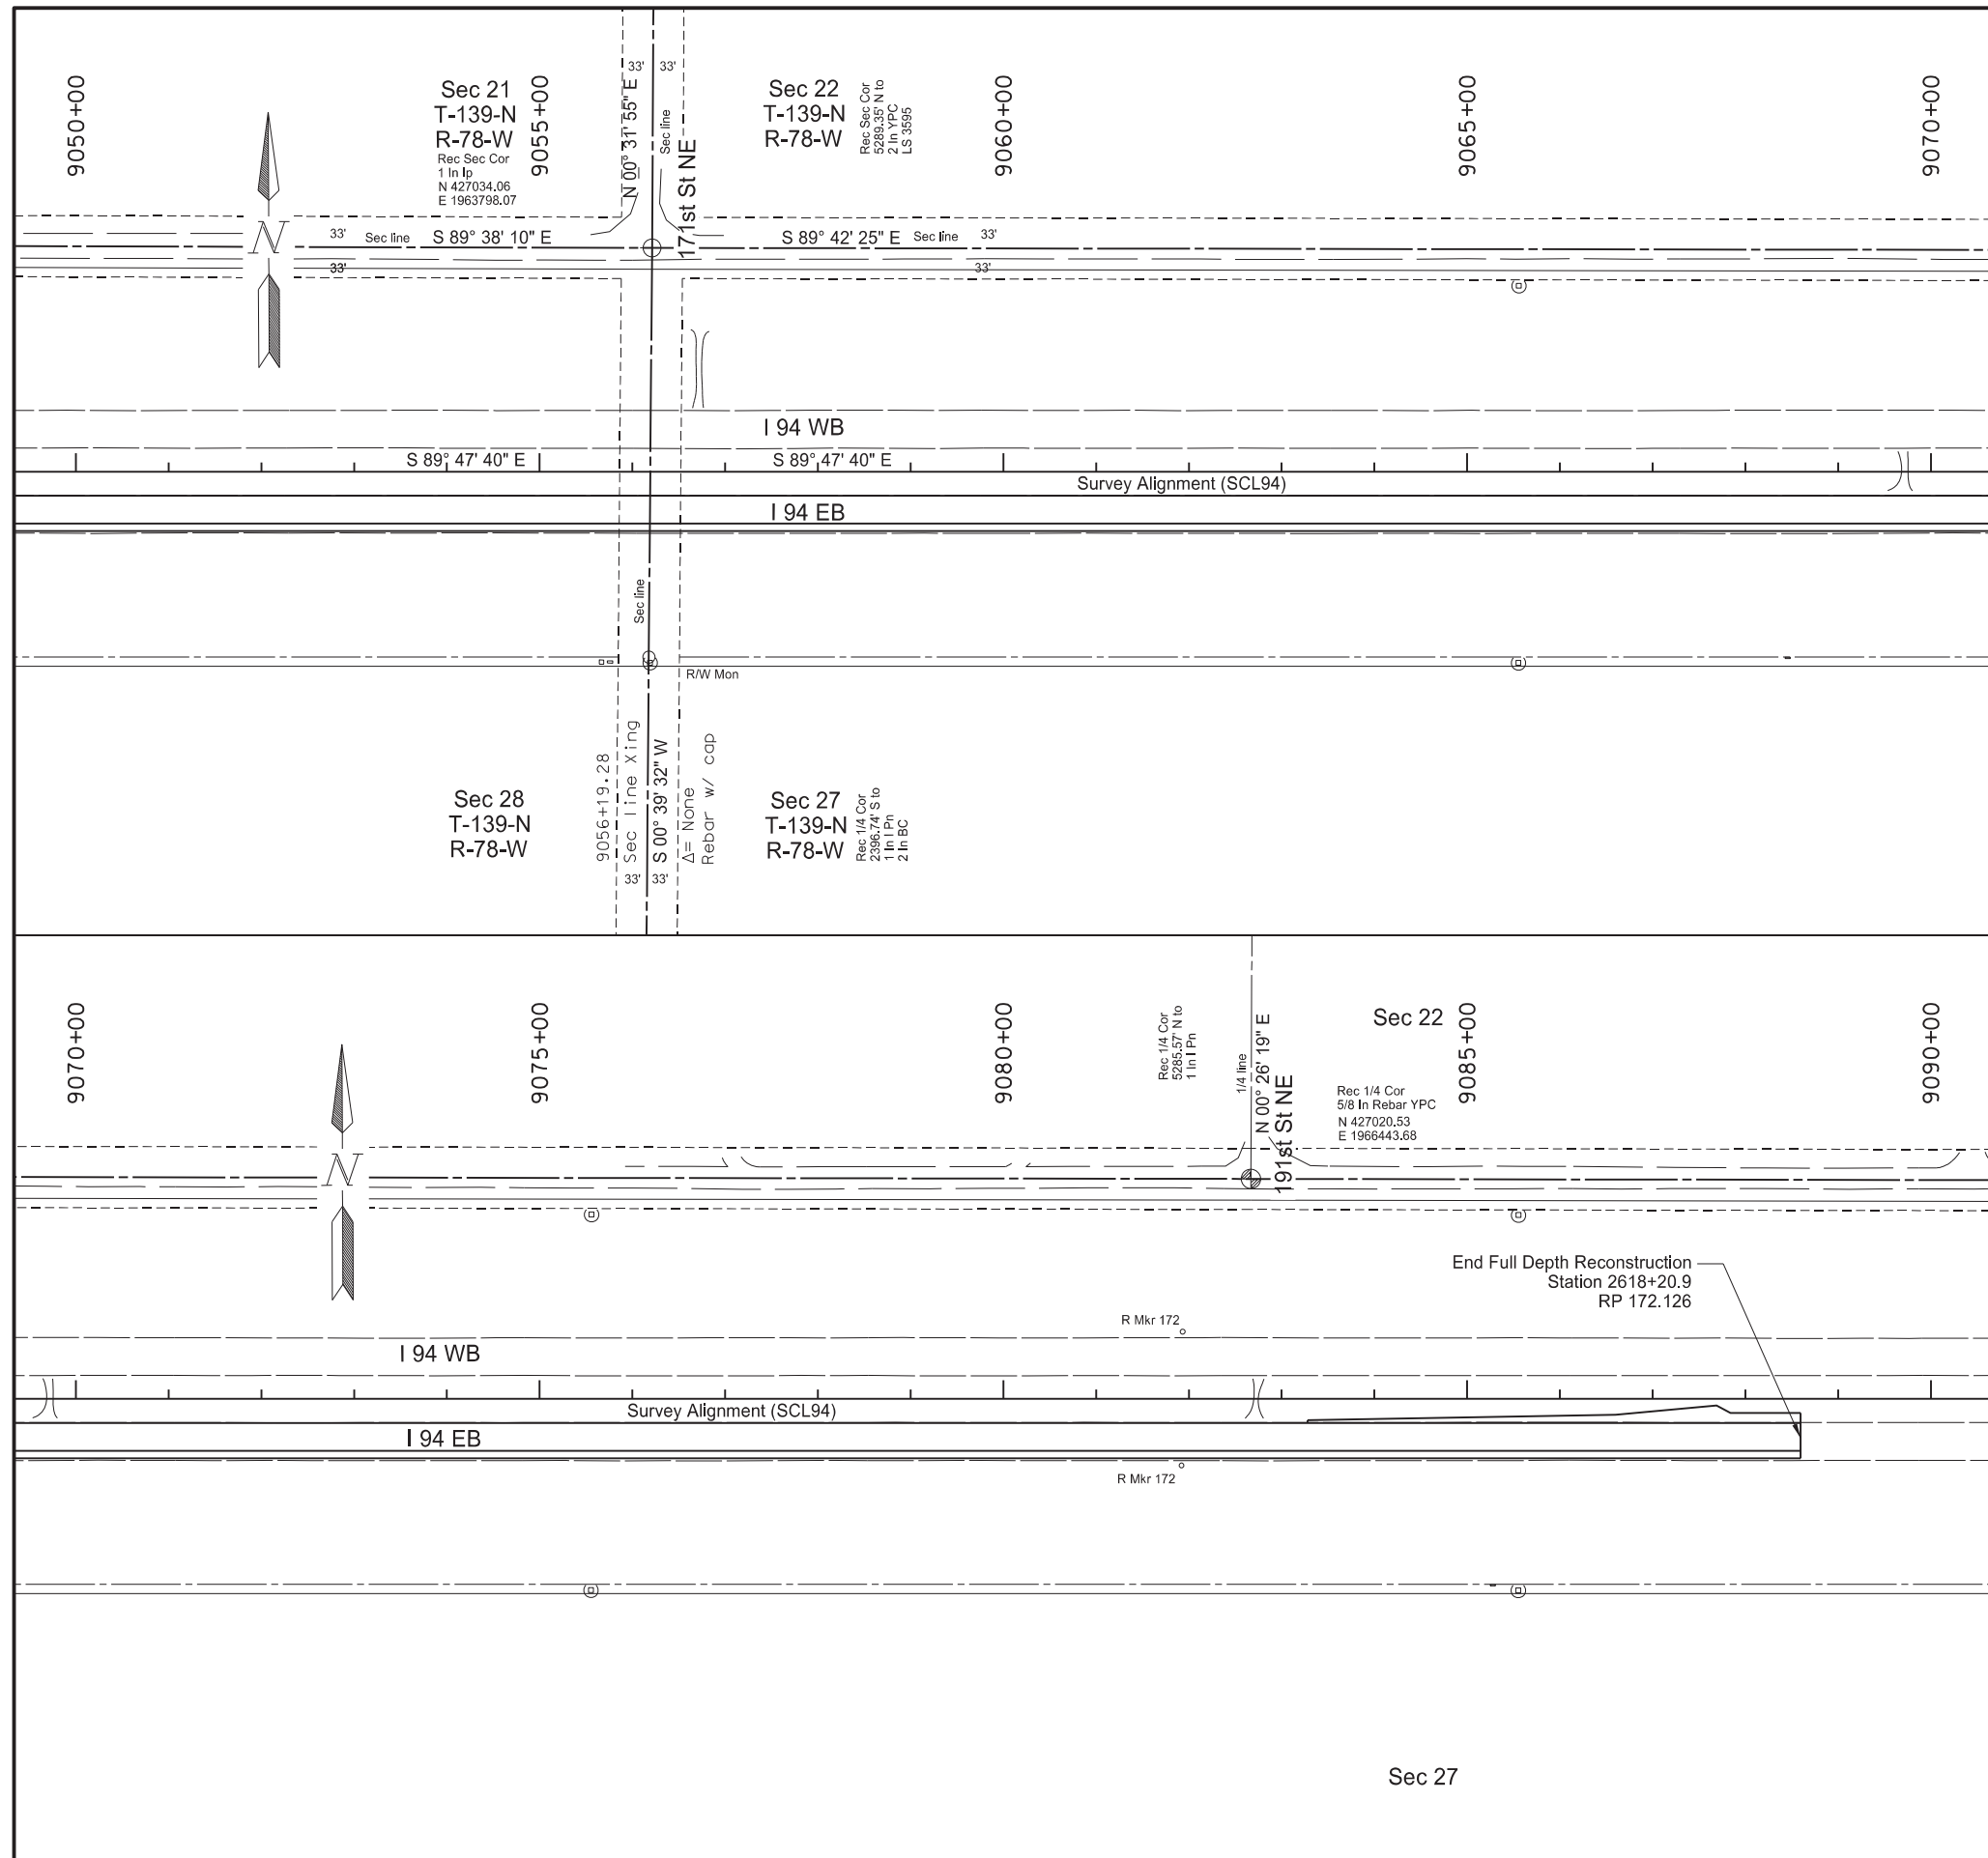 9050+00
Sec 21
T-139-N
R-78-W
Rec Sec Cor
1 In Ip
N 427034.06
E 1963798.07
9055+00
33'
33'
N 00° 31' 55" E
Sec line
171st St NE
Sec 22
T-139-N
R-78-W
Rec Sec Cor
5289.35' N to
2 In YPC
LS 3595
9060+00
9065+00
9070+00
N
33'
Sec line
S 89° 38' 10" E
33'
S 89° 42' 25" E
Sec line
33'
33'
I 94 WB
S 89° 47' 40" E
S 89° 47' 40" E
Survey Alignment (SCL94)
I 94 EB
Sec line
R/W Mon
Sec 28
T-139-N
R-78-W
9056+19.28
Sec line Xing
S 00° 39' 32" W
Δ= None
Rebar w/ cap
33'
33'
Sec 27
T-139-N
R-78-W
Rec 1/4 Cor
2396.74' S to
1 In I Pn
2 In BC
9070+00
9075+00
9080+00
Rec 1/4 Cor
5285.57' N to
1 In I Pn
1/4 line
N 00° 26' 19" E
191st St NE
Sec 22
Rec 1/4 Cor
5/8 In Rebar YPC
N 427020.53
E 1966443.68
9085+00
9090+00
N
End Full Depth Reconstruction
Station 2618+20.9
RP 172.126
R Mkr 172
I 94 WB
Survey Alignment (SCL94)
I 94 EB
R Mkr 172
Sec 27